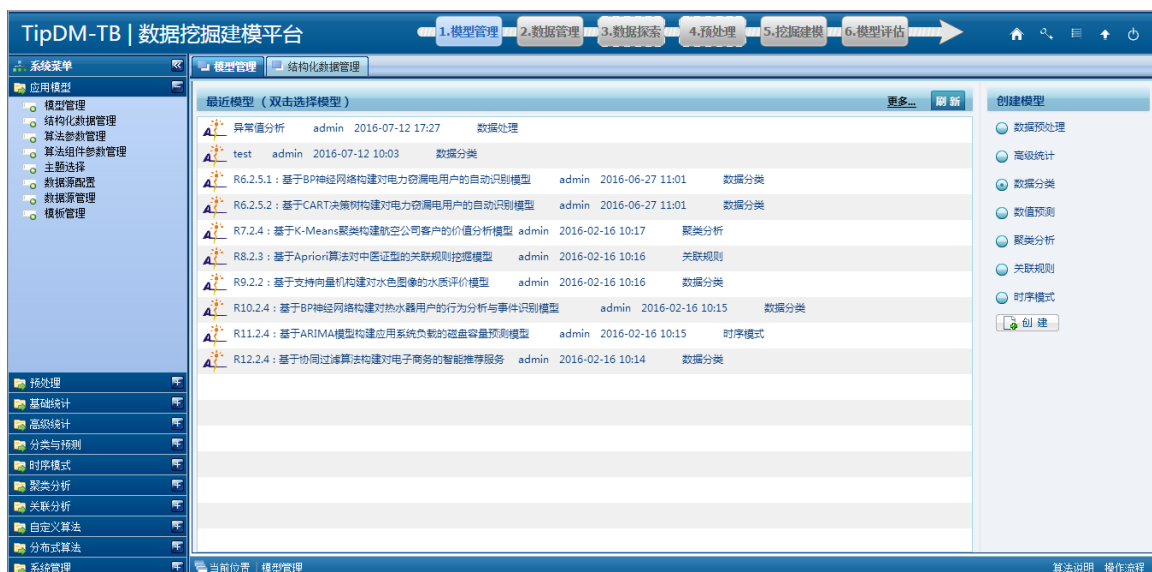 TipDM-TB | 数据挖掘建模平台
1.模型管理 2.数据管理 3.数据探索 4.预处理 5.挖掘建模 6.模型评估
系统菜单
应用模型
模型管理
结构化数据管理
算法参数管理
算法组件参数管理
主题选择
数据源配置
数据源管理
模板管理
预处理
基础统计
高级统计
分类与预测
时序模式
聚类分析
关联分析
自定义算法
分布式算法
系统管理
模型管理 结构化数据管理
最近模型 (双击选择模型) 更多... 刷 新
异常值分析 admin 2016-07-12 17:27 数据处理
test admin 2016-07-12 10:03 数据分类
R6.2.5.1：基于BP神经网络构建对电力窃漏电用户的自动识别模型 admin 2016-06-27 11:01 数据分类
R6.2.5.2：基于CART决策树构建对电力窃漏电用户的自动识别模型 admin 2016-06-27 11:01 数据分类
R7.2.4：基于K-Means聚类构建航空公司客户的价值分析模型 admin 2016-02-16 10:17 聚类分析
R8.2.3：基于Apriori算法对中医证型的关联规则挖掘模型 admin 2016-02-16 10:16 关联规则
R9.2.2：基于支持向量机构建对水色图像的水质评价模型 admin 2016-02-16 10:16 数据分类
R10.2.4：基于BP神经网络构建对热水器用户的行为分析与事件识别模型 admin 2016-02-16 10:15 数据分类
R11.2.4：基于ARIMA模型构建应用系统负载的磁盘容量预测模型 admin 2016-02-16 10:15 时序模式
R12.2.4：基于协同过滤算法构建对电子商务的智能推荐服务 admin 2016-02-16 10:14 数据分类
创建模型
数据预处理
高级统计
数据分类
数值预测
聚类分析
关联规则
时序模式
创 建
当前位置 | 模型管理
算法说明 操作流程